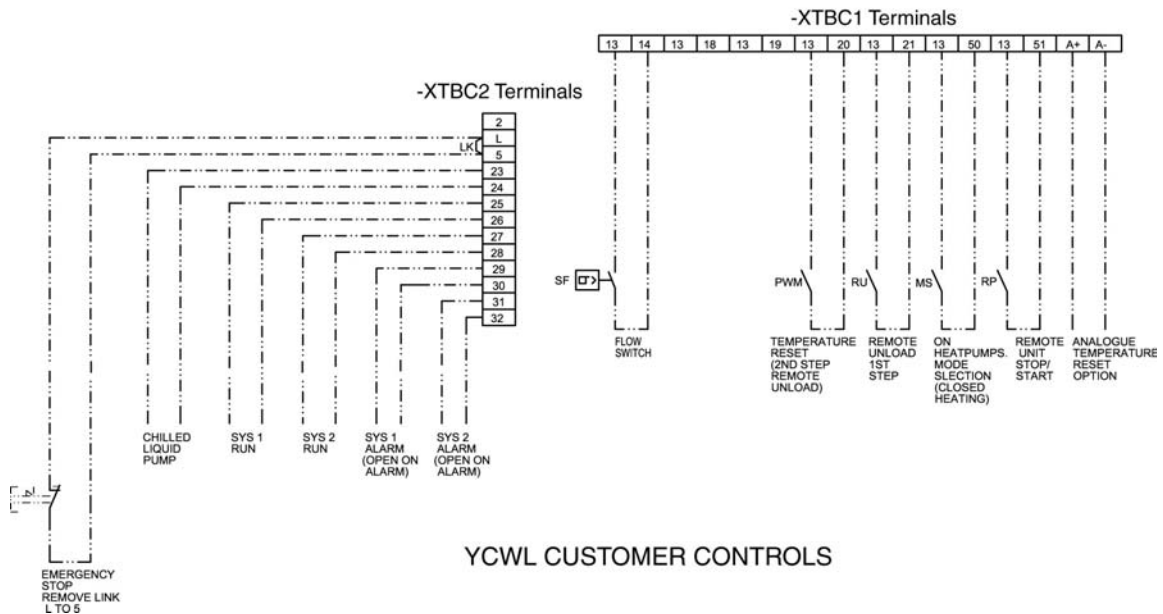 -XTBC1 Terminals
13 14 13 18 13 19 13 20 13 21 13 50 13 51 A+ A-
-XTBC2 Terminals
2
L
LK
5
23
24
25
26
27
28
29
30
31
32
SF
PWM
RU
MS
RP
FLOW
SWITCH
TEMPERATURE
RESET
(2ND STEP
REMOTE
UNLOAD)
REMOTE
UNLOAD
1ST
STEP
ON
HEATPUMPS.
MODE
SLECTION
(CLOSED
HEATING)
REMOTE
UNIT
STOP/
START
ANALOGUE
TEMPERATURE
RESET
OPTION
CHILLED
LIQUID
PUMP
SYS 1
RUN
SYS 2
RUN
SYS 1
ALARM
(OPEN ON
ALARM)
SYS 2
ALARM
(OPEN ON
ALARM)
YCWL CUSTOMER CONTROLS
EMERGENCY
STOP
REMOVE LINK
L TO 5